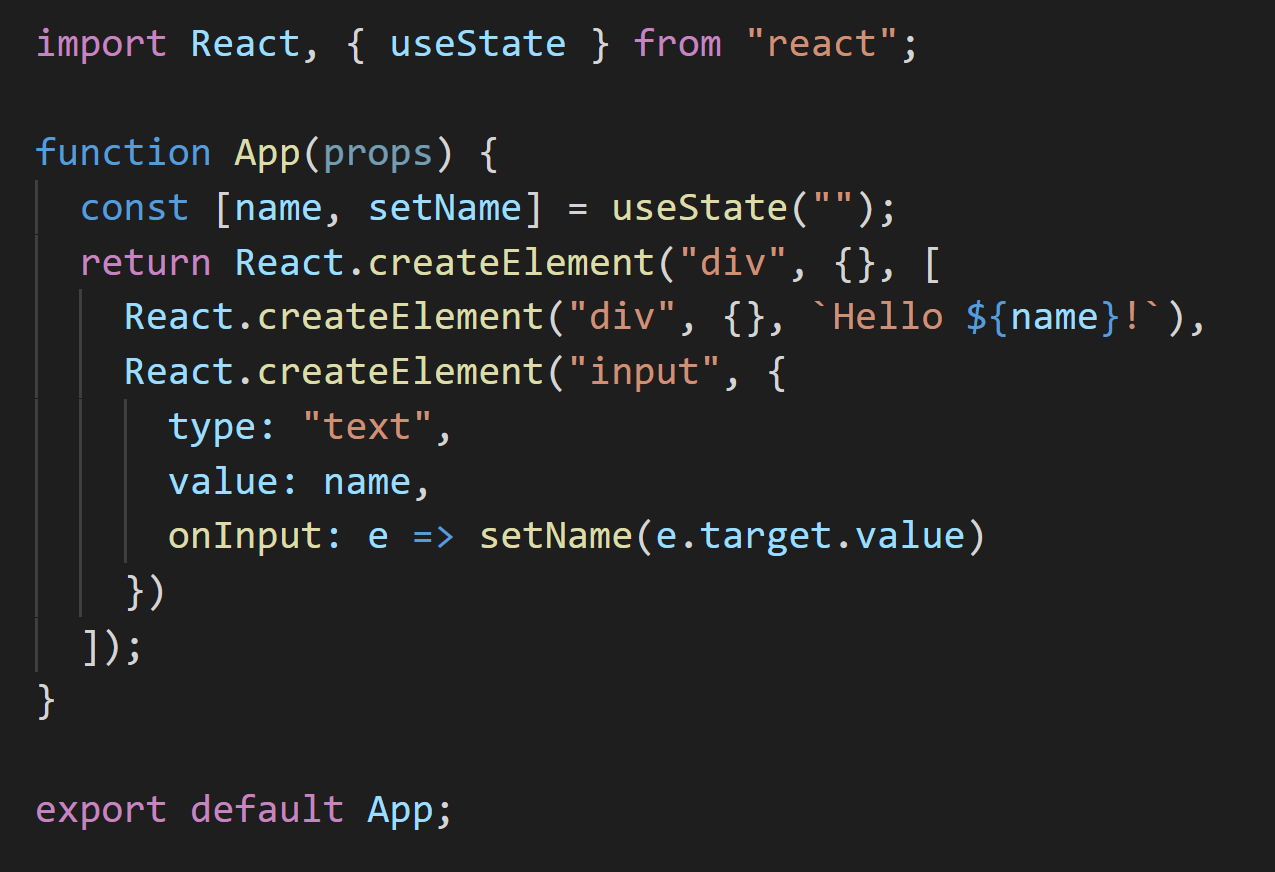 import React, { useState } from "react";
function App(props) {
  const [name, setName] = useState("");
  return React.createElement("div", {}, [
    React.createElement("div", {}, `Hello ${name}!`),
    React.createElement("input", {
      type: "text",
      value: name,
      onInput: e => setName(e.target.value)
    })
  ]);
}
export default App;